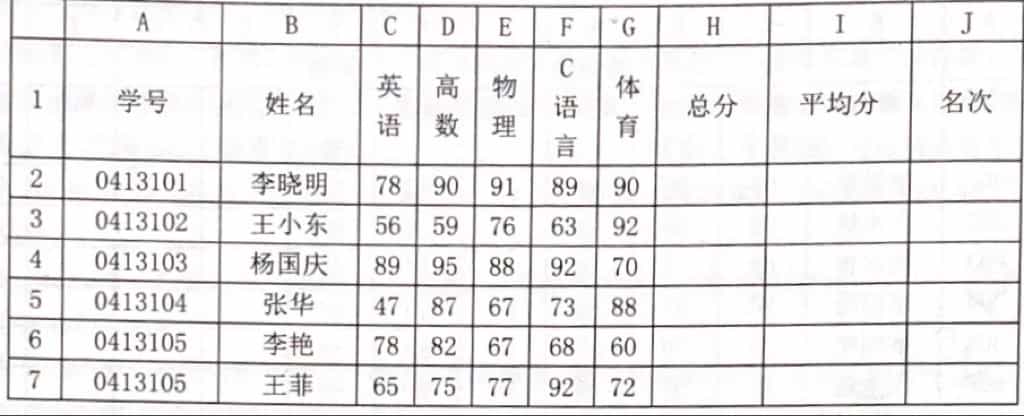 A B C D E F G H I J
1 学号 姓名 英语 高数 物理 C语言 体育 总分 平均分 名次
2 0413101 李晓明 78 90 91 89 90
3 0413102 王小东 56 59 76 63 92
4 0413103 杨国庆 89 95 88 92 70
5 0413104 张华 47 87 67 73 88
6 0413105 李艳 78 82 67 68 60
7 0413105 王菲 65 75 77 92 72